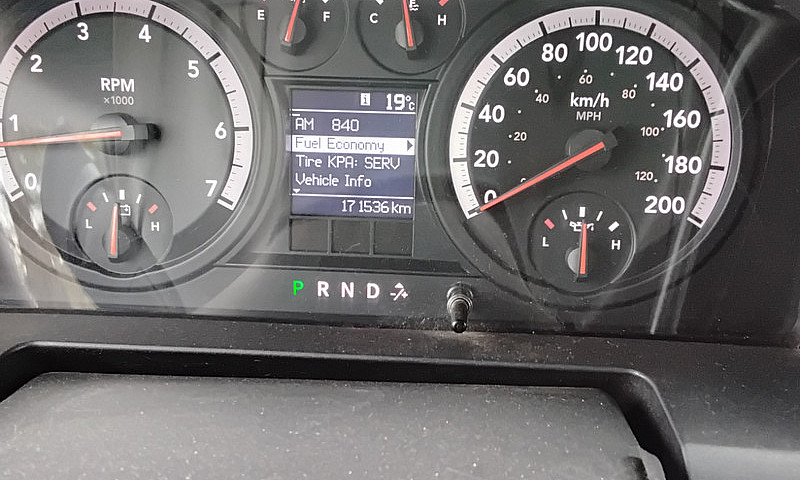 0 1 2 3 4 5 6 7
RPM
×1000
L H
E F
C H
19°C
AM 840
Fuel Economy
Tire KPA: SERV
Vehicle Info
171536 km
P R N D
0 20 40 60 80 100 120 140 160 180 200
km/h
MPH
20 40 60 80 100 120
L H